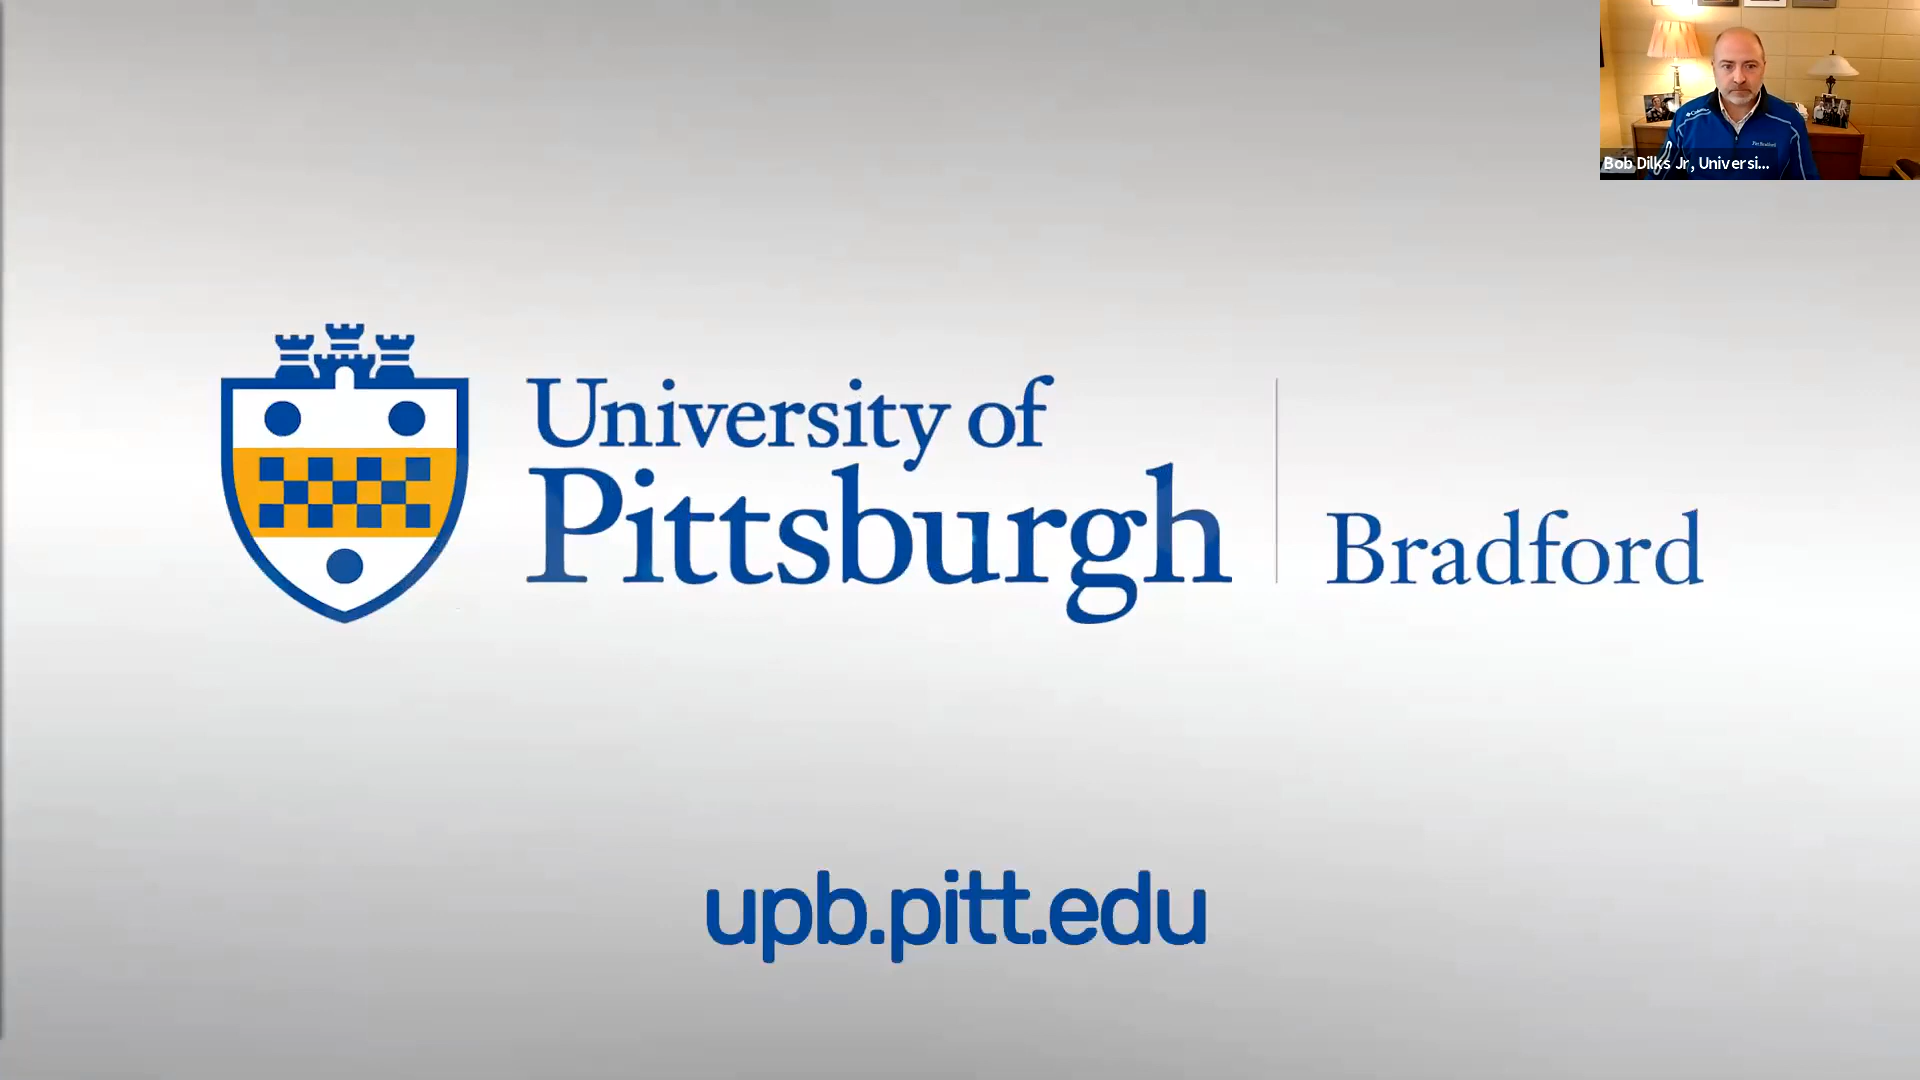 Bob Dilks Jr, Universi...
University of
Pittsburgh
Bradford
upb.pitt.edu